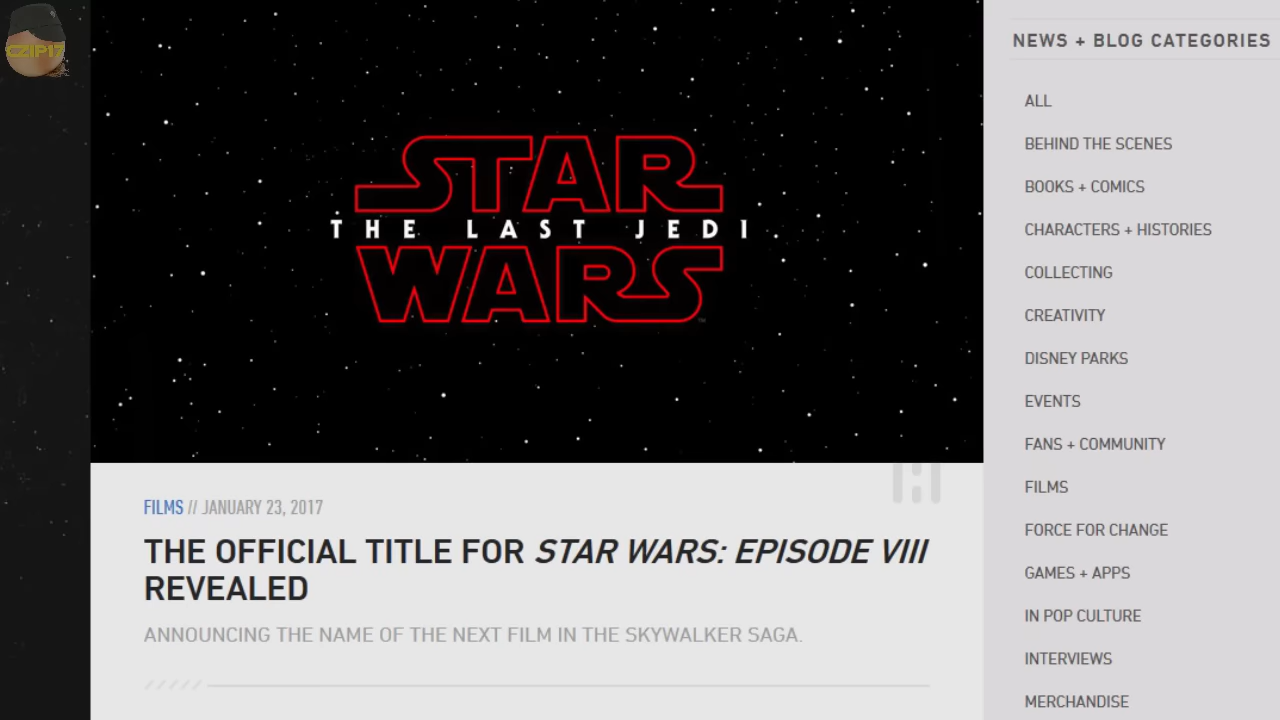 CZIP17
STAR
THE LAST JEDI
WARS
FILMS // JANUARY 23, 2017
THE OFFICIAL TITLE FOR STAR WARS: EPISODE VIII
REVEALED
ANNOUNCING THE NAME OF THE NEXT FILM IN THE SKYWALKER SAGA.
NEWS + BLOG CATEGORIES
ALL
BEHIND THE SCENES
BOOKS + COMICS
CHARACTERS + HISTORIES
COLLECTING
CREATIVITY
DISNEY PARKS
EVENTS
FANS + COMMUNITY
FILMS
FORCE FOR CHANGE
GAMES + APPS
IN POP CULTURE
INTERVIEWS
MERCHANDISE